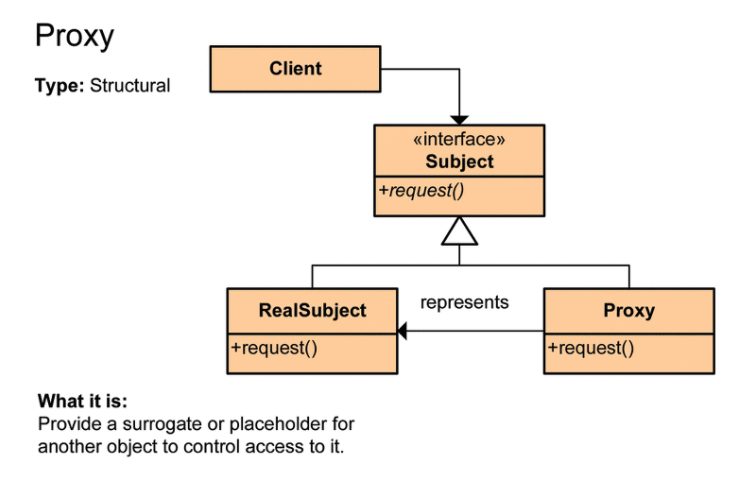 Proxy
Type: Structural
Client
«interface»
Subject
+request()
RealSubject
+request()
represents
Proxy
+request()
What it is:
Provide a surrogate or placeholder for
another object to control access to it.